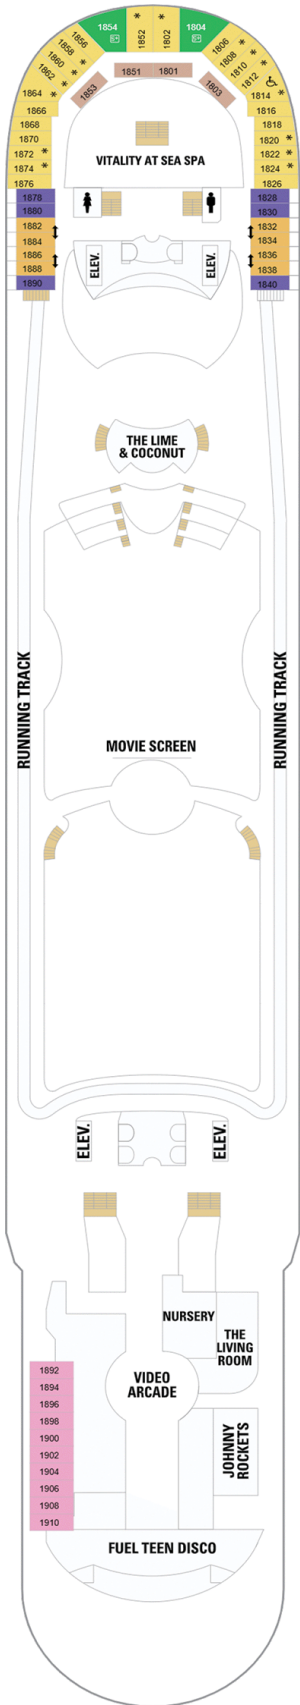 1854
1852
1802
1804
1856
1858
1860
1862
1864
1866
1868
1870
1872
1874
1876
1806
1808
1810
1812
1814
1816
1818
1820
1822
1824
1826
1853
1851
1801
1803
VITALITY AT SEA SPA
1878
1880
1882
1884
1886
1888
1890
1828
1830
1832
1834
1836
1838
1840
ELEV.
ELEV.
THE LIME
& COCONUT
RUNNING TRACK
RUNNING TRACK
MOVIE SCREEN
ELEV.
ELEV.
NURSERY
THE
LIVING
ROOM
VIDEO
ARCADE
JOHNNY
ROCKETS
1892
1894
1896
1898
1900
1902
1904
1906
1908
1910
FUEL TEEN DISCO